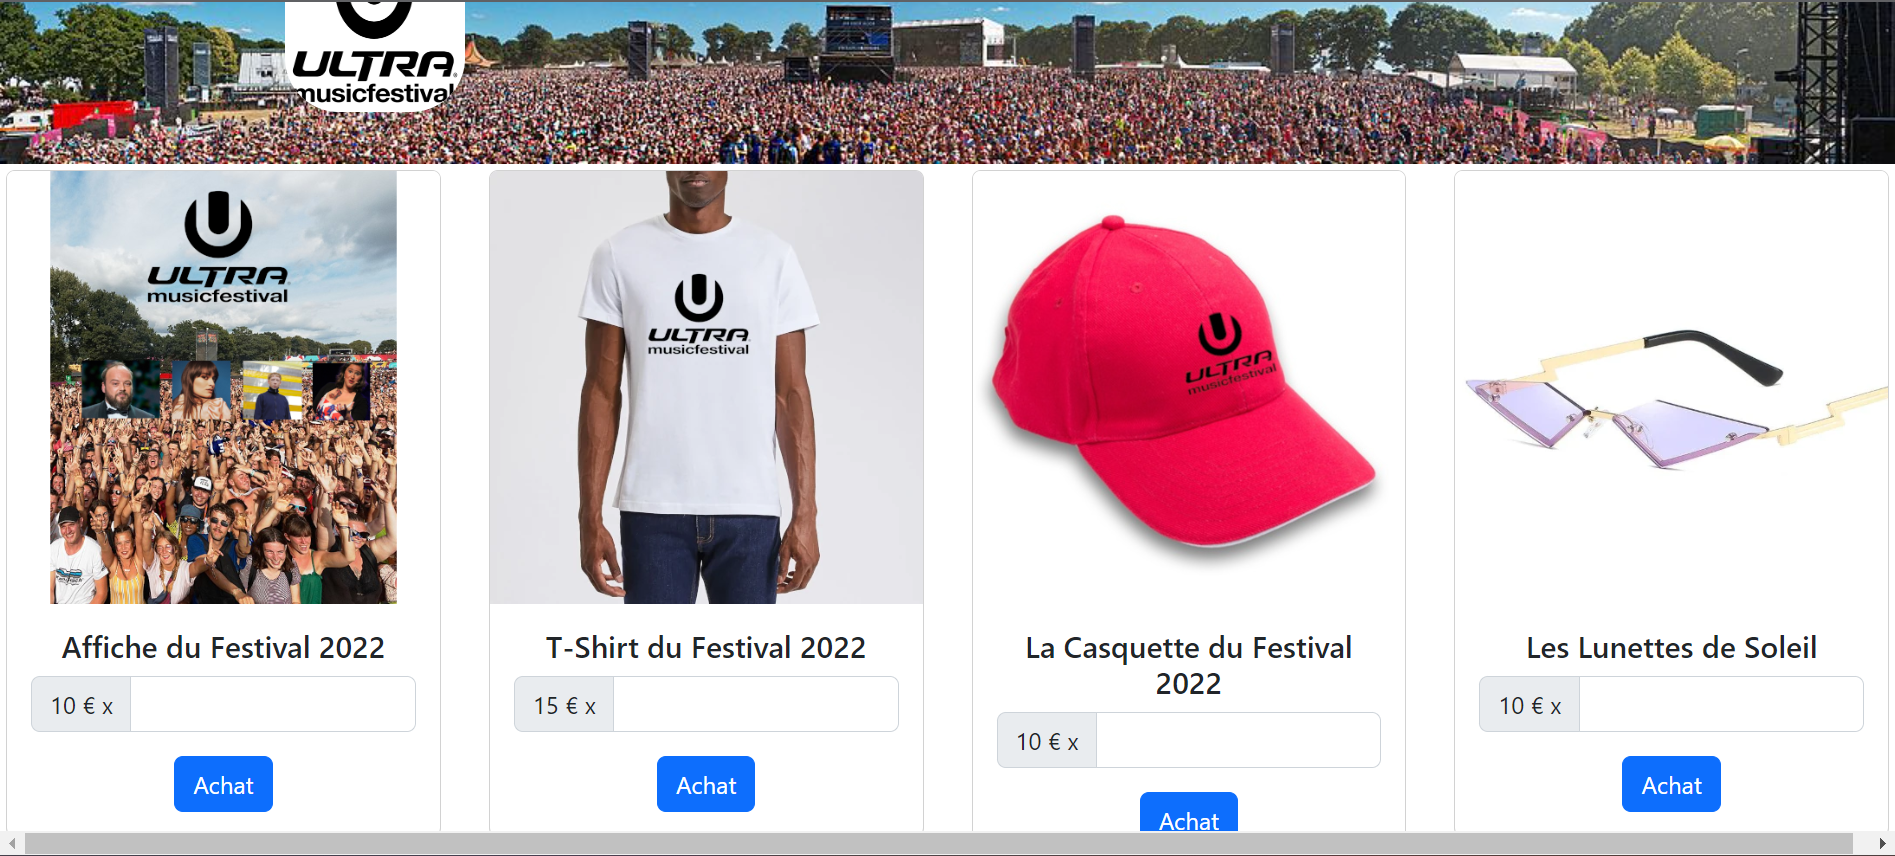 ULTRA
musicfestival
ULTRA
musicfestival
ULTRA
musicfestival
ULTRA
musicfestival
Affiche du Festival 2022
10 € x
Achat
T-Shirt du Festival 2022
15 € x
Achat
La Casquette du Festival
2022
10 € x
Achat
Les Lunettes de Soleil
10 € x
Achat